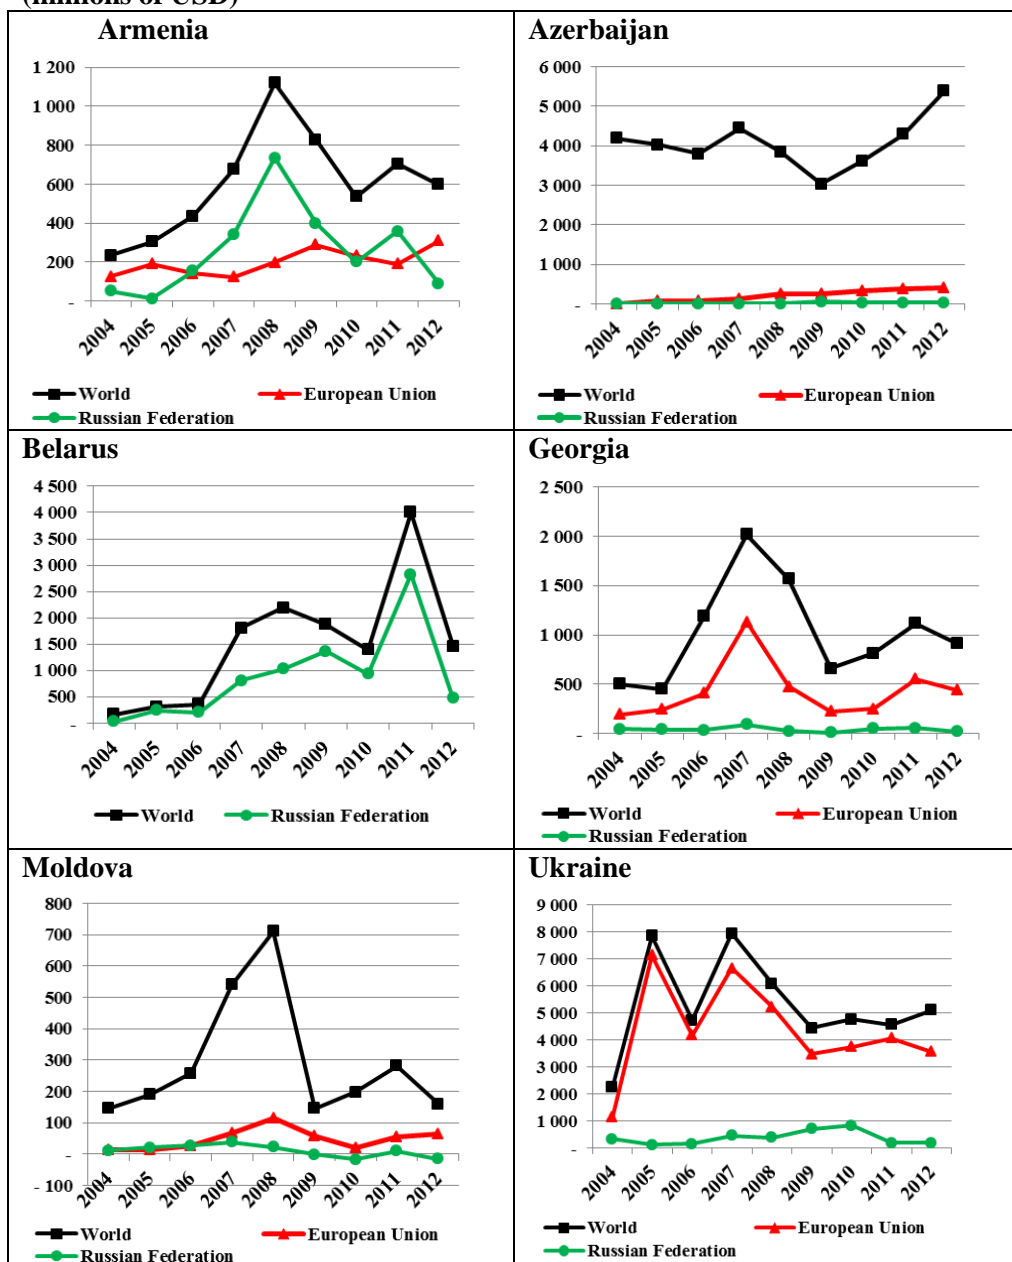 (millions of USD)
Armenia
1 200
1 000
800
600
400
200
-
2004 2005 2006 2007 2008 2009 2010 2011 2012
World European Union
Russian Federation
Azerbaijan
6 000
5 000
4 000
3 000
2 000
1 000
-
2004 2005 2006 2007 2008 2009 2010 2011 2012
World European Union
Russian Federation
Belarus
4 500
4 000
3 500
3 000
2 500
2 000
1 500
1 000
500
-
2004 2005 2006 2007 2008 2009 2010 2011 2012
World Russian Federation
Georgia
2 500
2 000
1 500
1 000
500
-
2004 2005 2006 2007 2008 2009 2010 2011 2012
World European Union
Russian Federation
Moldova
800
700
600
500
400
300
200
100
-
- 100
2004 2005 2006 2007 2008 2009 2010 2011 2012
World European Union
Russian Federation
Ukraine
9 000
8 000
7 000
6 000
5 000
4 000
3 000
2 000
1 000
-
2004 2005 2006 2007 2008 2009 2010 2011 2012
World European Union
Russian Federation